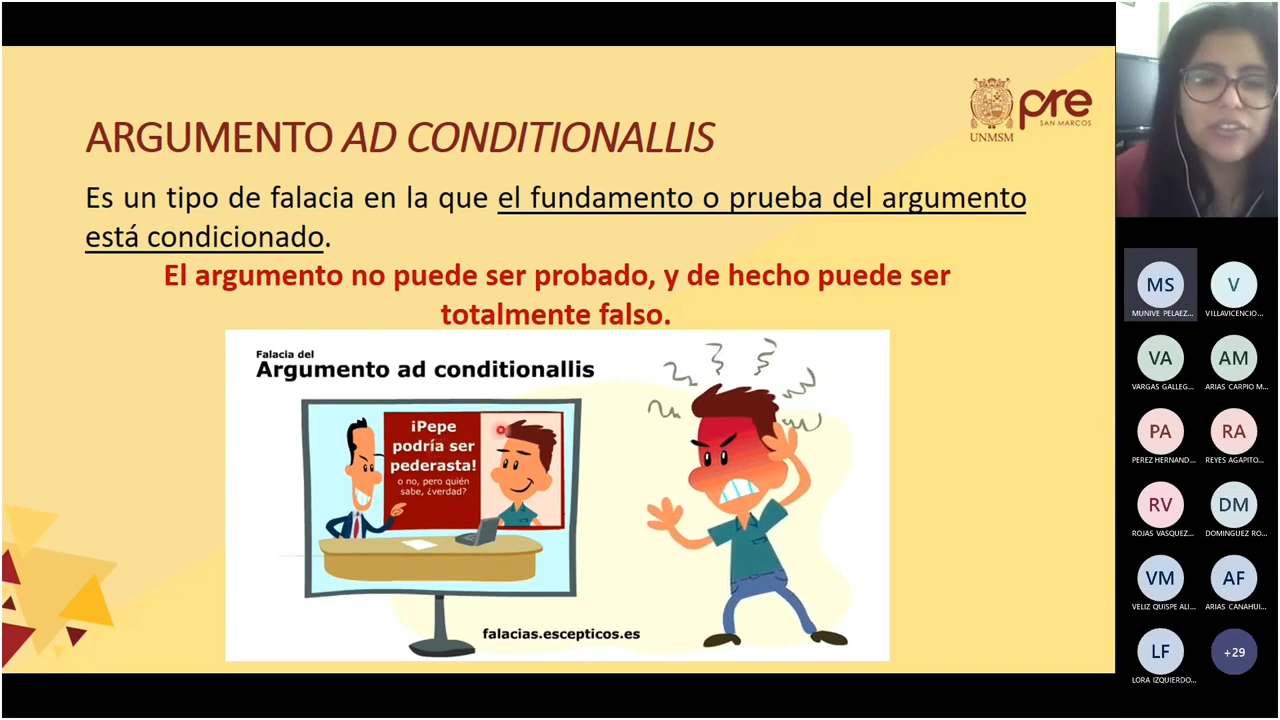 UNMSM
pre
SAN MARCOS
ARGUMENTO AD CONDITIONALLIS
Es un tipo de falacia en la que el fundamento o prueba del argumento
está condicionado.
El argumento no puede ser probado, y de hecho puede ser
totalmente falso.
Falacia del
Argumento ad conditionallis
¡Pepe
podría ser
pederasta!
o no, pero quién
sabe, ¿verdad?
falacias.escepticos.es
MS
MUNIVE PELAEZ...
V
VILLAVICENCIO...
VA
VARGAS GALLEG...
AM
ARIAS CARPIO M...
PA
PEREZ HERNAND...
RA
REYES AGAPITO...
RV
ROJAS VASQUEZ...
DM
DOMINGUEZ RO...
VM
VELIZ QUISPE ALI...
AF
ARIAS CANAHUI...
LF
LORA IZQUIERDO...
+29